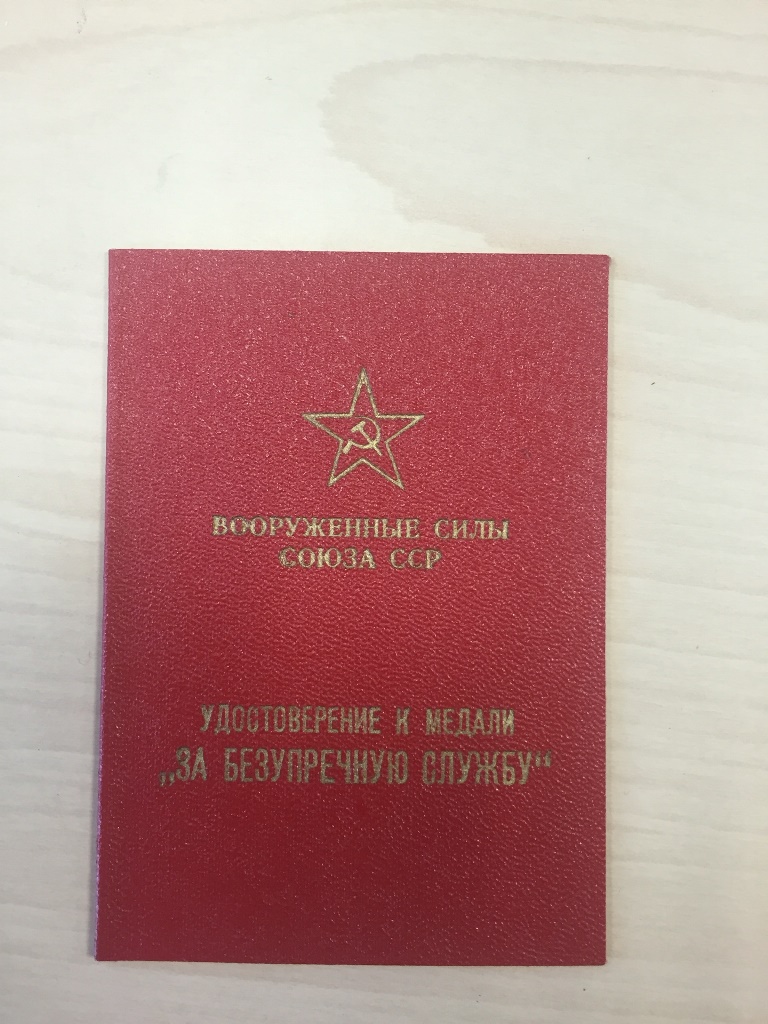 ВООРУЖЕННЫЕ СИЛЫ
СОЮЗА ССР
УДОСТОВЕРЕНИЕ К МЕДАЛИ
„ЗА БЕЗУПРЕЧНУЮ СЛУЖБУ“